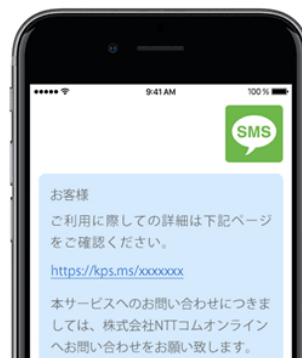 9:41 AM
100 %
SMS
お客様
ご利用に際しての詳細は下記ページ
をご確認ください。
https://kps.ms/xxxxxxx
本サービスへのお問い合わせにつきま
しては、株式会社NTTコムオンライン
へお問い合わせをお願い致します。